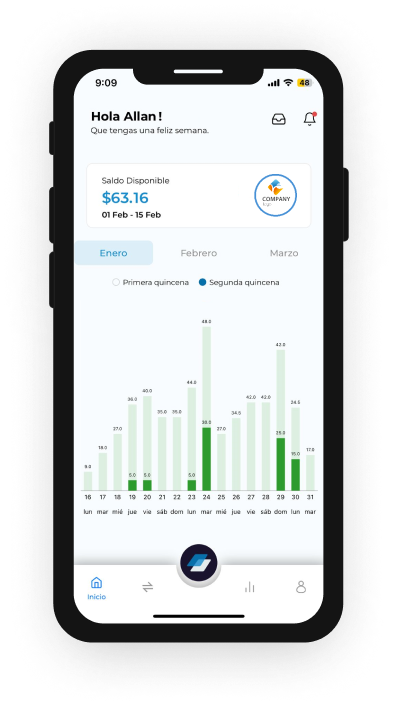 9:09
48
Hola Allan !
Que tengas una feliz semana.
Saldo Disponible
$63.16
01 Feb - 15 Feb
COMPANY
Enero Febrero Marzo
Primera quincena Segunda quincena
48.0
42.0
44.0
40.0
36.0 42.0 42.0
35.0 35.0 34.5 24.5
27.0 27.0
30.0
18.0 17.0
25.0
9.0 15.0
5.0 5.0 5.0
16 17 18 19 20 21 22 23 24 25 26 27 28 29 30 31
lun mar mié jue vie sáb dom lun mar mié jue vie sáb dom lun mar
Inicio